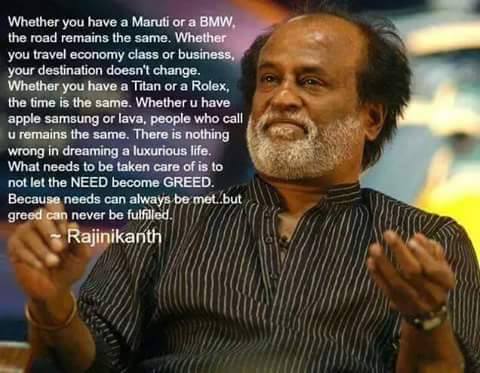 Whether you have a Maruti or a BMW,
the road remains the same. Whether
you travel economy class or business,
your destination doesn't change.
Whether you have a Titan or a Rolex,
the time is the same. Whether u have
apple samsung or lava, people who call
u remains the same. There is nothing
wrong in dreaming a luxurious life.
What needs to be taken care of is to
not let the NEED become GREED.
Because needs can always be met..but
greed can never be fulfilled.
~ Rajinikanth